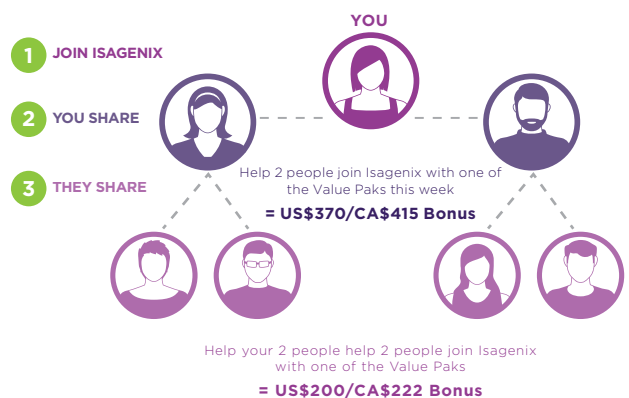 YOU
1 JOIN ISAGENIX
2 YOU SHARE
3 THEY SHARE
Help 2 people join Isagenix with one of
the Value Paks this week
= US$370/CA$415 Bonus
Help your 2 people help 2 people join Isagenix
with one of the Value Paks
= US$200/CA$222 Bonus